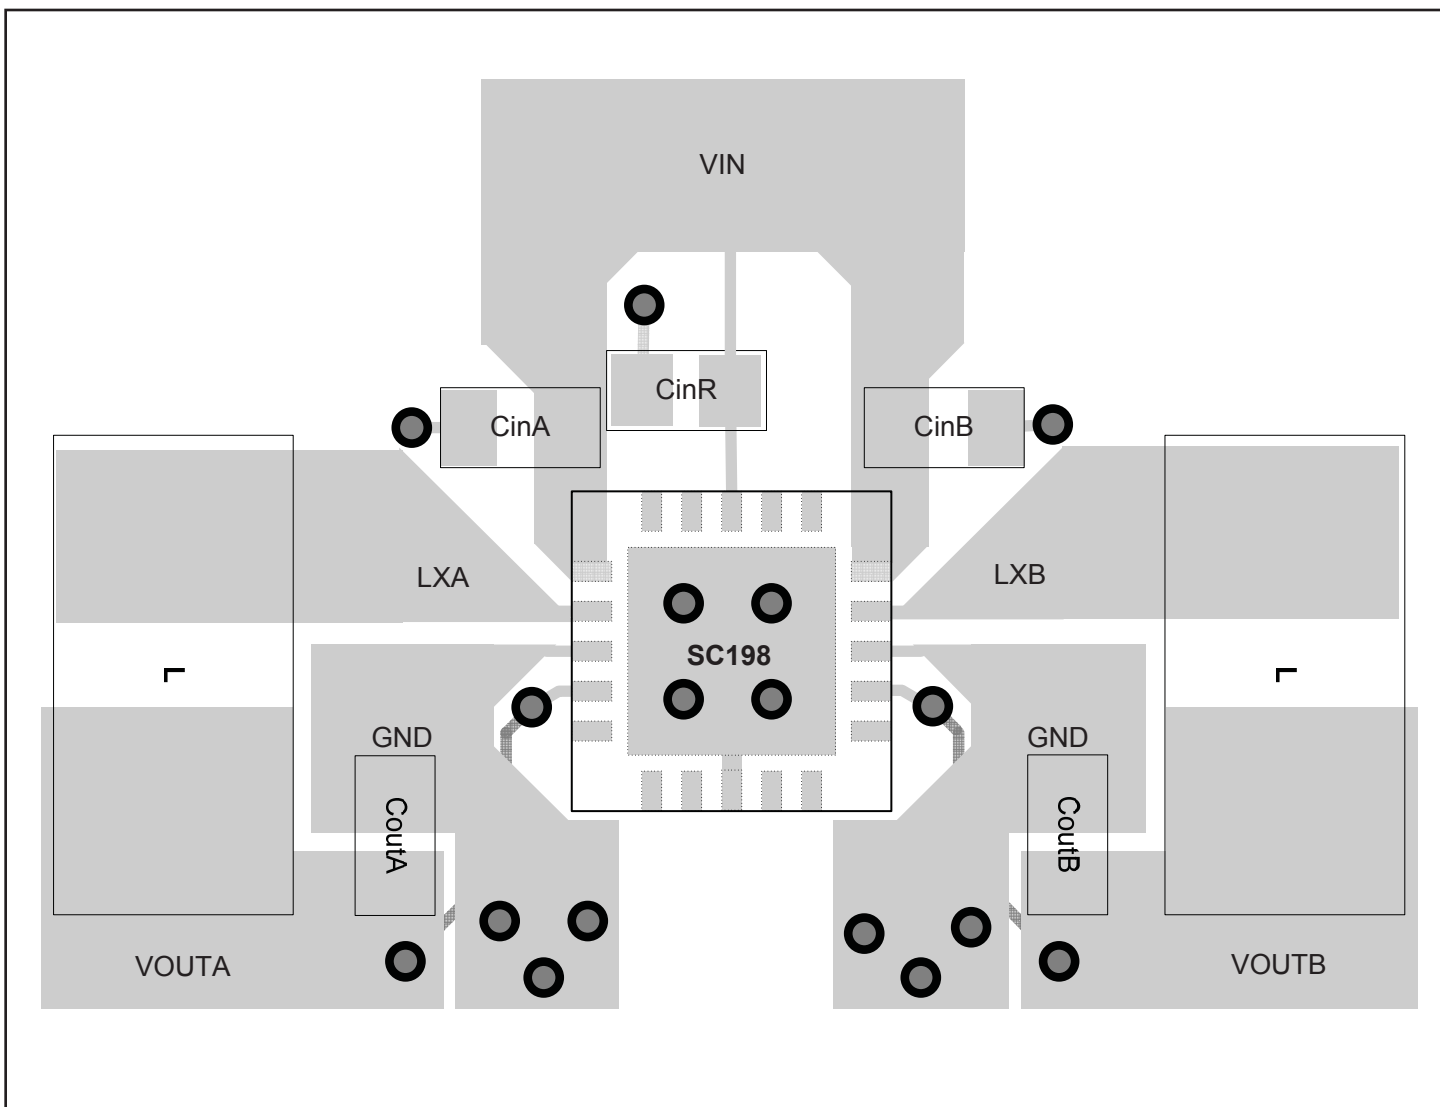 VIN
CinR
CinA
CinB
LXA
LXB
SC198
L
L
GND
GND
CoutA
CoutB
VOUTA
VOUTB